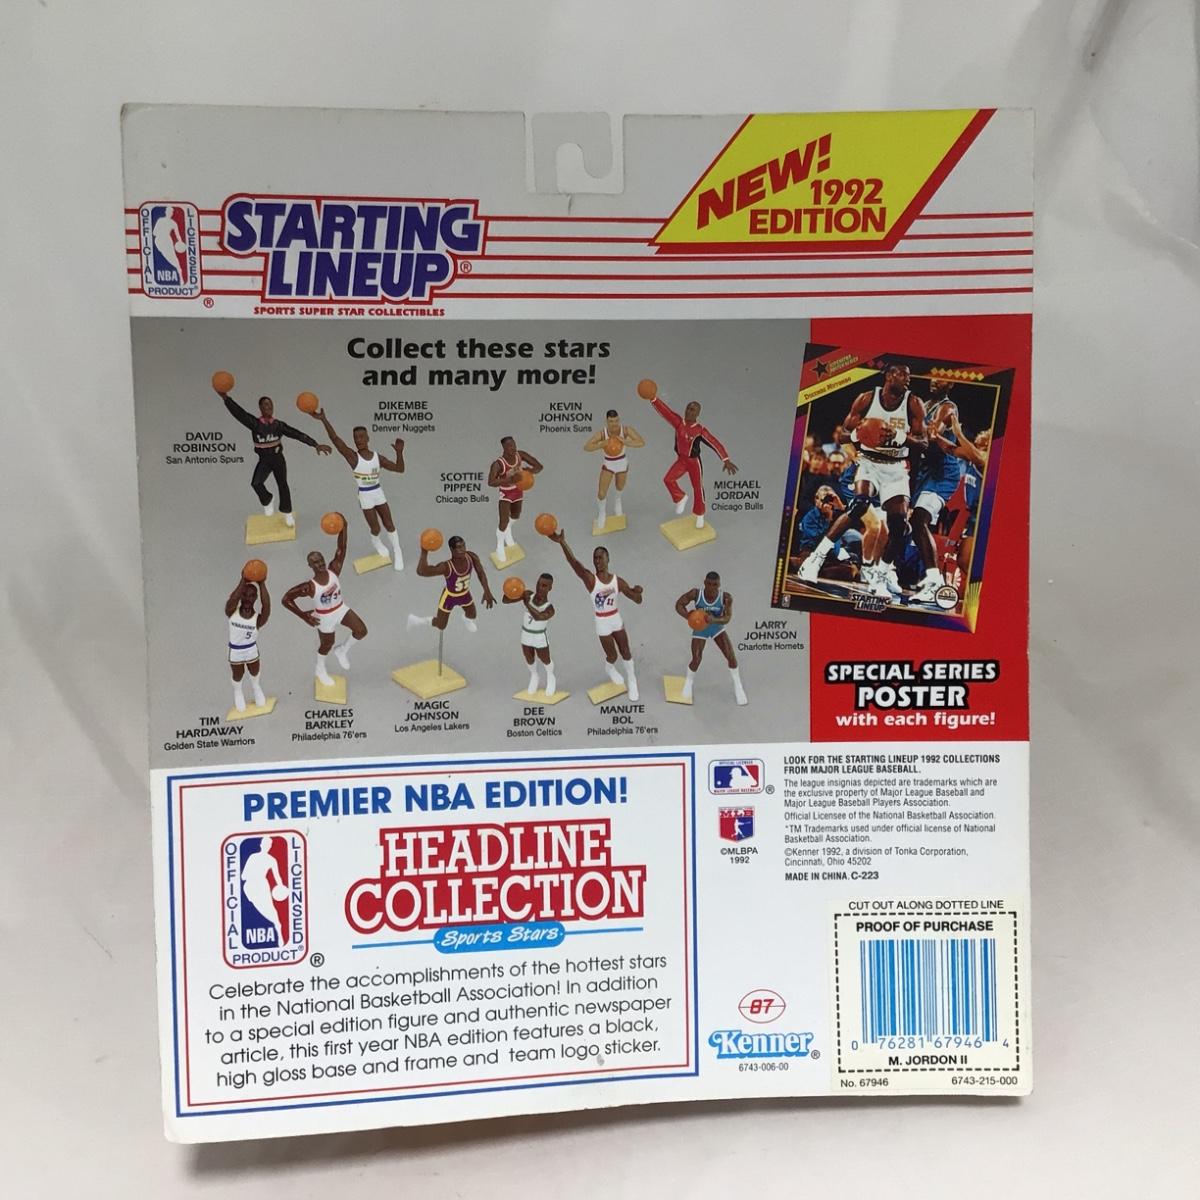 NEW!
1992
EDITION
OFFICIAL LICENSED
NBA
PRODUCT®
®
STARTING
LINEUP®
SPORTS SUPER STAR COLLECTIBLES
Collect these stars
and many more!
DAVID
ROBINSON
San Antonio Spurs
DIKEMBE
MUTOMBO
Denver Nuggets
SCOTTIE
PIPPEN
Chicago Bulls
KEVIN
JOHNSON
Phoenix Suns
MICHAEL
JORDAN
Chicago Bulls
TIM
HARDAWAY
Golden State Warriors
CHARLES
BARKLEY
Philadelphia 76'ers
MAGIC
JOHNSON
Los Angeles Lakers
DEE
BROWN
Boston Celtics
MANUTE
BOL
Philadelphia 76'ers
LARRY
JOHNSON
Charlotte Hornets
Dikembe Mutombo
55
STARTING
LINEUP
SPECIAL SERIES
POSTER
with each figure!
PREMIER NBA EDITION!
OFFICIAL LICENSED
NBA
PRODUCT®
®
HEADLINE
COLLECTION
Sports Stars
Celebrate the accomplishments of the hottest stars
in the National Basketball Association! In addition
to a special edition figure and authentic newspaper
article, this first year NBA edition features a black,
high gloss base and frame and team logo sticker.
OFFICIAL LICENSEE
MAJOR LEAGUE BASEBALL
®
©MLBPA
1992
LOOK FOR THE STARTING LINEUP 1992 COLLECTIONS
FROM MAJOR LEAGUE BASEBALL.
The league insignias depicted are trademarks which are
the exclusive property of Major League Baseball and
Major League Baseball Players Association.
Official Licensee of the National Basketball Association.
*TM Trademarks used under official license of National
Basketball Association.
©Kenner 1992, a division of Tonka Corporation,
Cincinnati, Ohio 45202
MADE IN CHINA. C-223
87
Kenner®
6743-006-00
CUT OUT ALONG DOTTED LINE
PROOF OF PURCHASE
0 76281 67946 4
M. JORDON II
No. 67946 6743-215-000